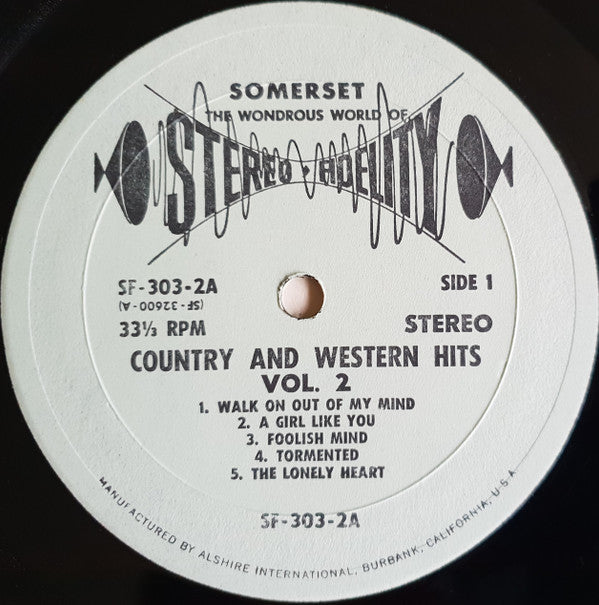 SOMERSET
THE WONDROUS WORLD OF
STEREO · FIDELITY
SF-303-2A
SIDE 1
(SF-32600-A)
33⅓ RPM
STEREO
COUNTRY AND WESTERN HITS
VOL. 2
1. WALK ON OUT OF MY MIND
2. A GIRL LIKE YOU
3. FOOLISH MIND
4. TORMENTED
5. THE LONELY HEART
SF-303-2A
MANUFACTURED BY ALSHIRE INTERNATIONAL, BURBANK, CALIFORNIA, U·S·A